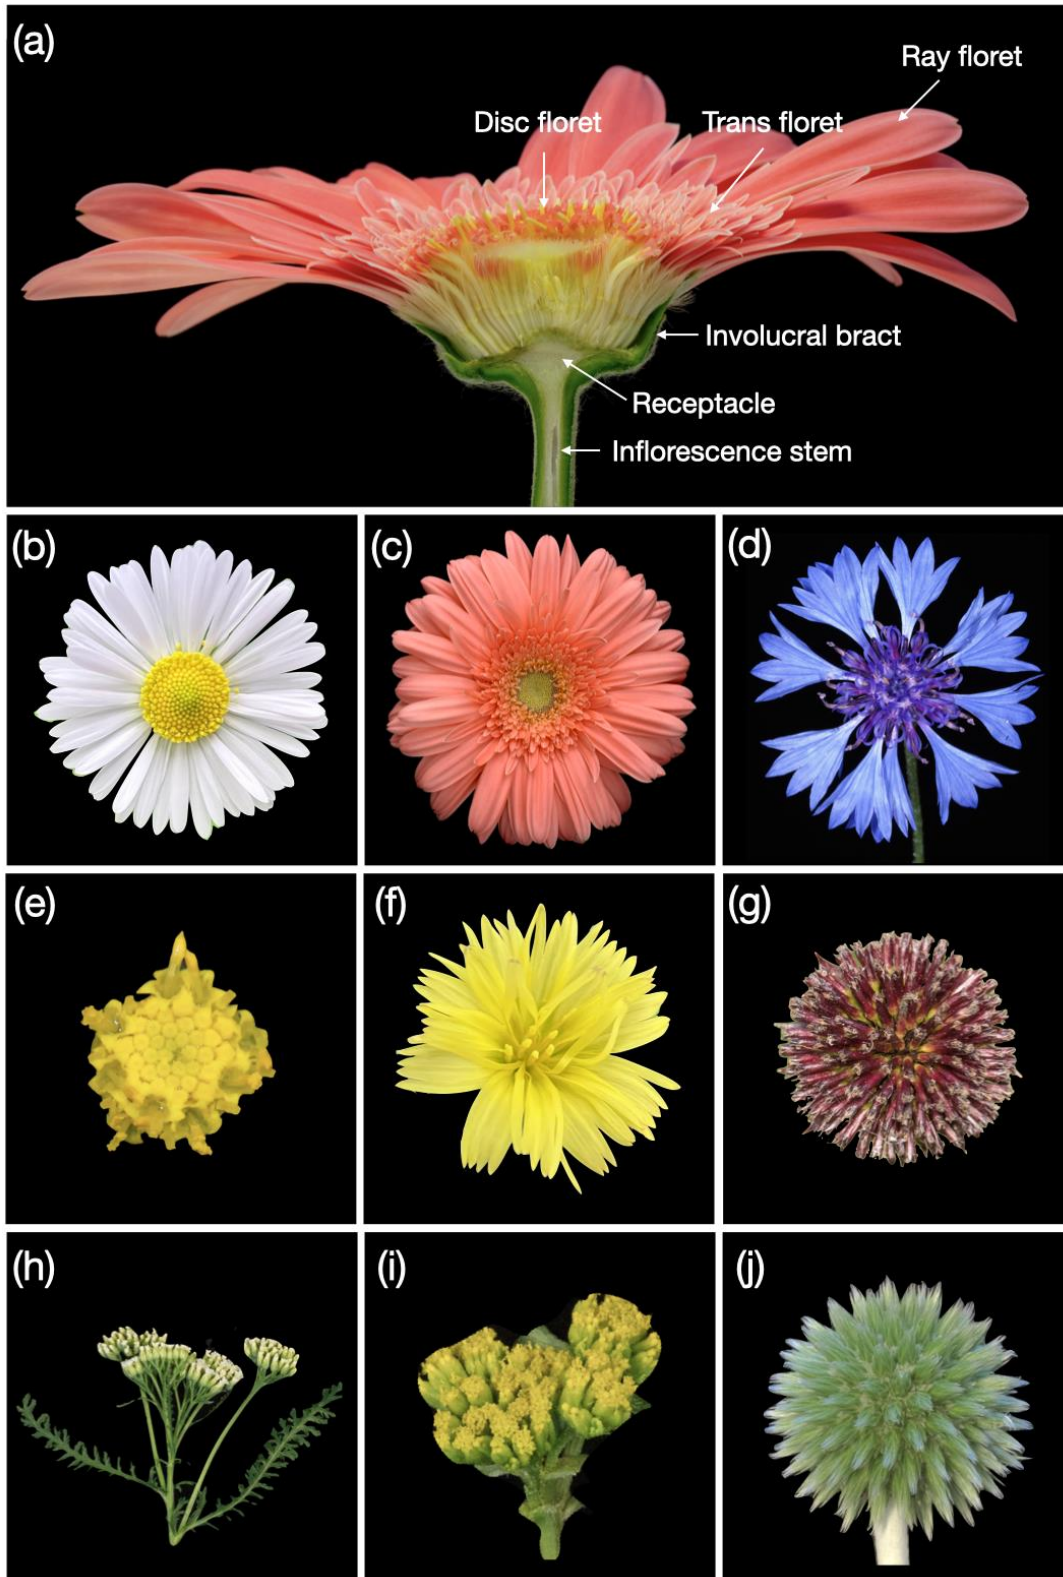 (a)
Ray floret
Disc floret
Trans floret
Involucral bract
Receptacle
Inflorescence stem
(b)
(c)
(d)
(e)
(f)
(g)
(h)
(i)
(j)